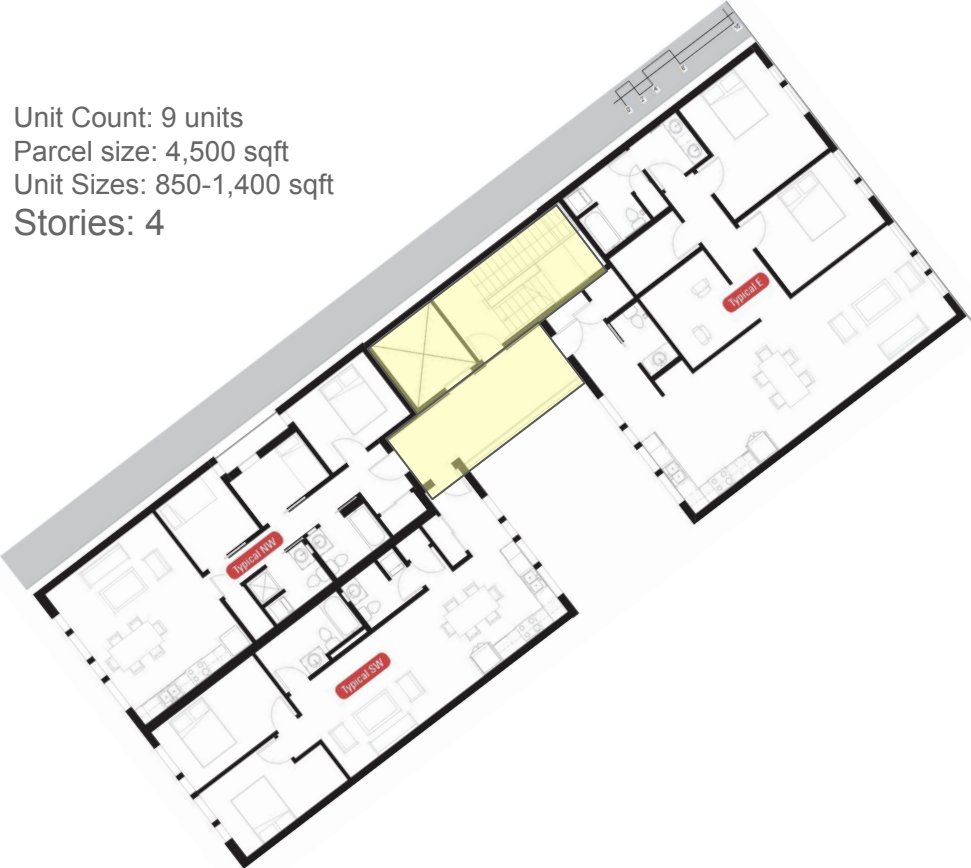 Unit Count: 9 units
Parcel size: 4,500 sqft
Unit Sizes: 850-1,400 sqft
Stories: 4
Typical E
Typical NW
Typical SW